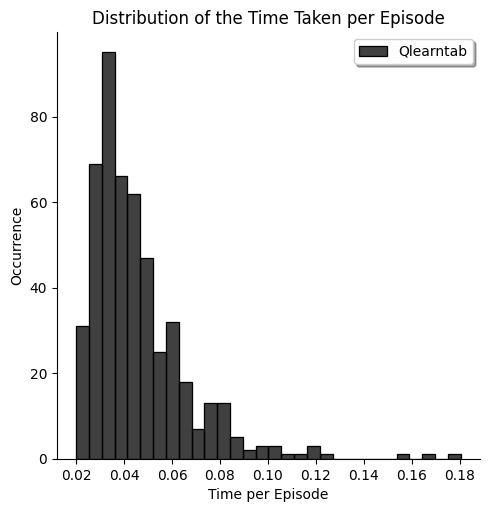 Distribution of the Time Taken per Episode
Qlearntab
80
60
40
20
0
Occurrence
0.02 0.04 0.06 0.08 0.10 0.12 0.14 0.16 0.18
Time per Episode